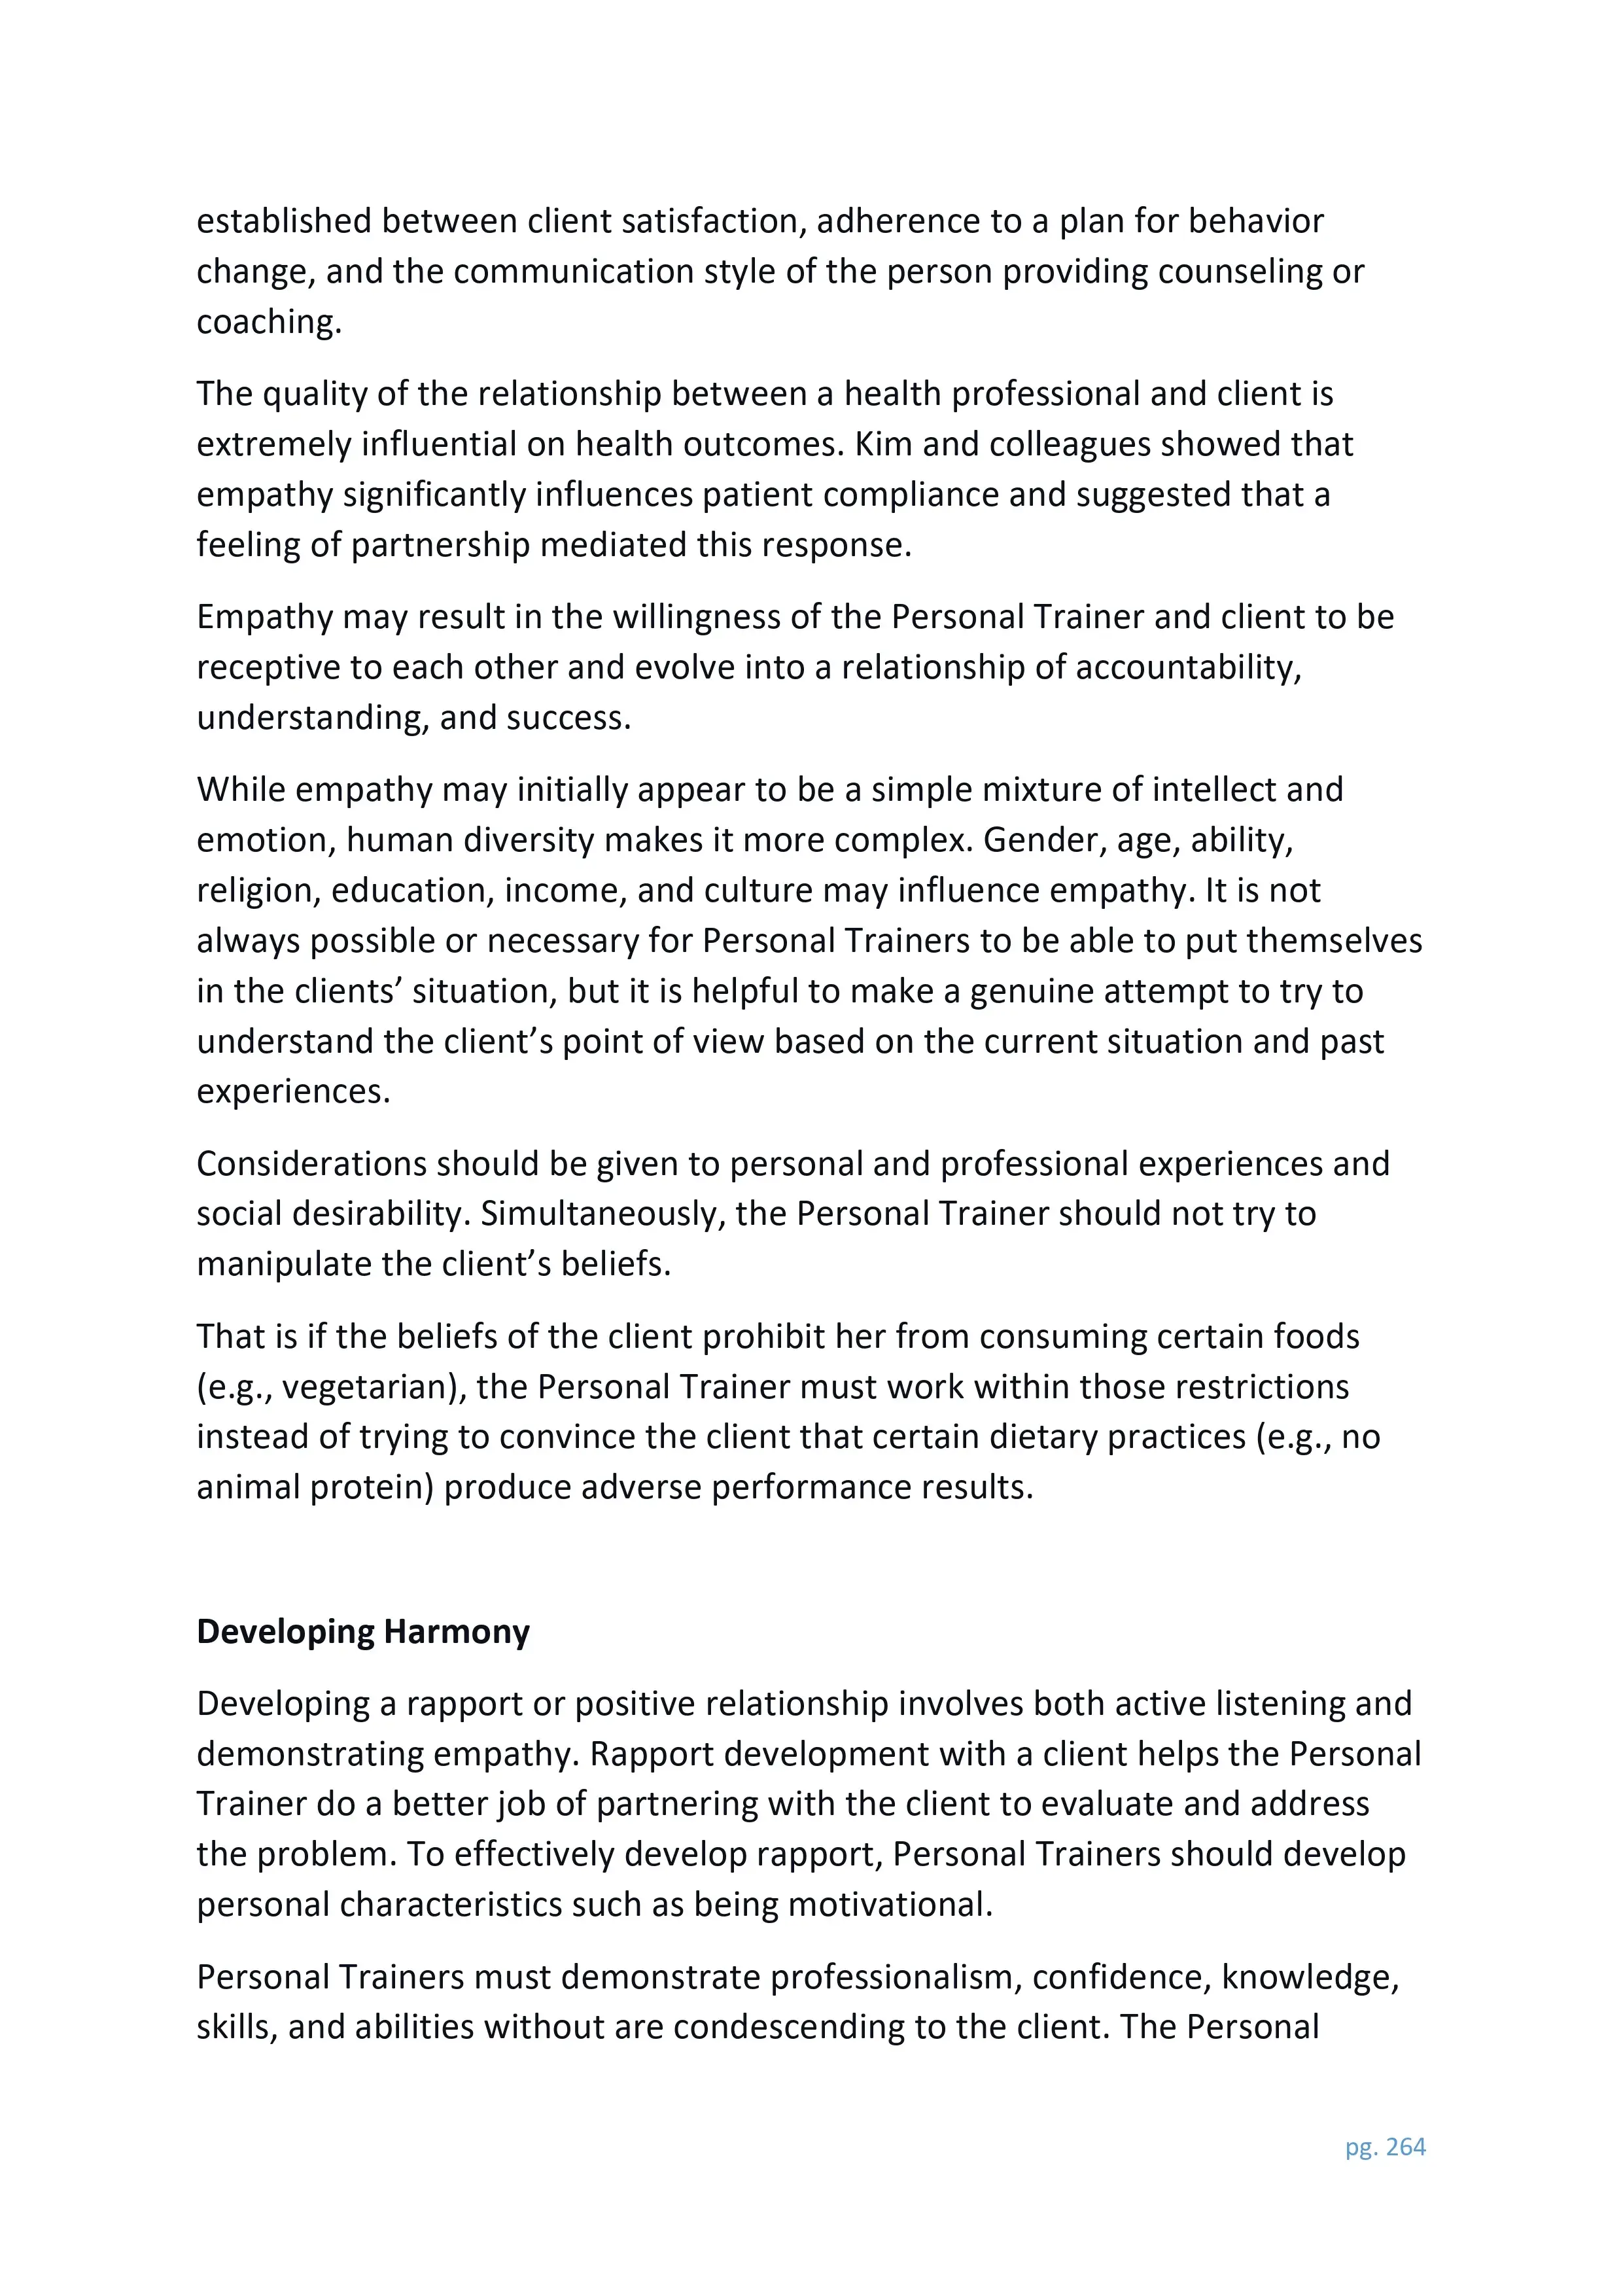 established between client satisfaction, adherence to a plan for behavior
change, and the communication style of the person providing counseling or
coaching.
The quality of the relationship between a health professional and client is
extremely influential on health outcomes. Kim and colleagues showed that
empathy significantly influences patient compliance and suggested that a
feeling of partnership mediated this response.
Empathy may result in the willingness of the Personal Trainer and client to be
receptive to each other and evolve into a relationship of accountability,
understanding, and success.
While empathy may initially appear to be a simple mixture of intellect and
emotion, human diversity makes it more complex. Gender, age, ability,
religion, education, income, and culture may influence empathy. It is not
always possible or necessary for Personal Trainers to be able to put themselves
in the clients’ situation, but it is helpful to make a genuine attempt to try to
understand the client’s point of view based on the current situation and past
experiences.
Considerations should be given to personal and professional experiences and
social desirability. Simultaneously, the Personal Trainer should not try to
manipulate the client’s beliefs.
That is if the beliefs of the client prohibit her from consuming certain foods
(e.g., vegetarian), the Personal Trainer must work within those restrictions
instead of trying to convince the client that certain dietary practices (e.g., no
animal protein) produce adverse performance results.
Developing Harmony
Developing a rapport or positive relationship involves both active listening and
demonstrating empathy. Rapport development with a client helps the Personal
Trainer do a better job of partnering with the client to evaluate and address
the problem. To effectively develop rapport, Personal Trainers should develop
personal characteristics such as being motivational.
Personal Trainers must demonstrate professionalism, confidence, knowledge,
skills, and abilities without are condescending to the client. The Personal
pg. 264